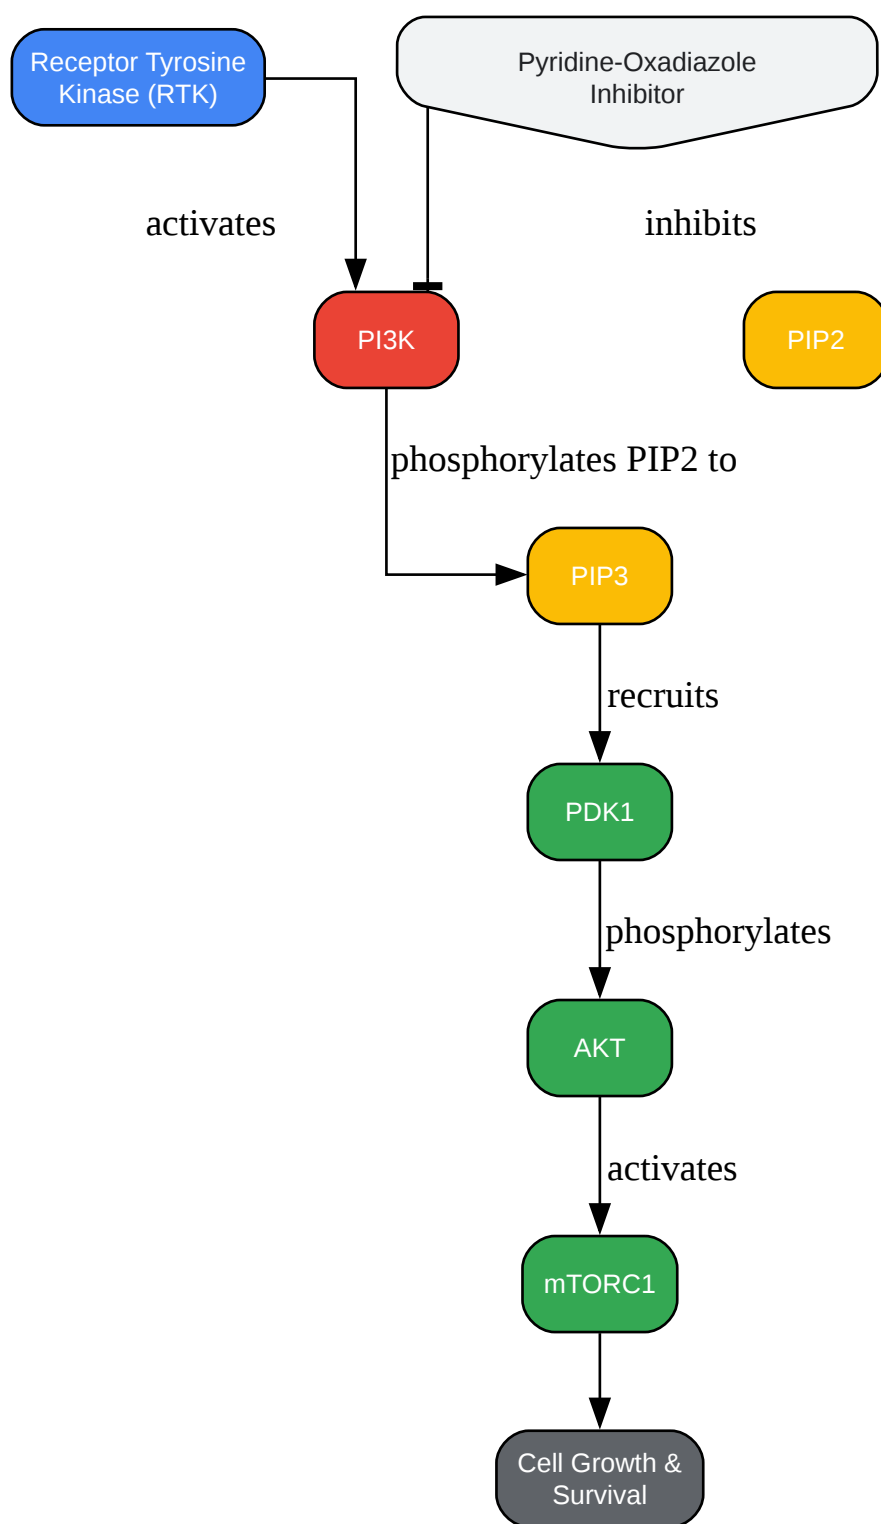 Receptor Tyrosine
Kinase (RTK)
Pyridine-Oxadiazole
Inhibitor
activates
inhibits
PI3K
PIP2
phosphorylates PIP2 to
PIP3
recruits
PDK1
phosphorylates
AKT
activates
mTORC1
Cell Growth &
Survival